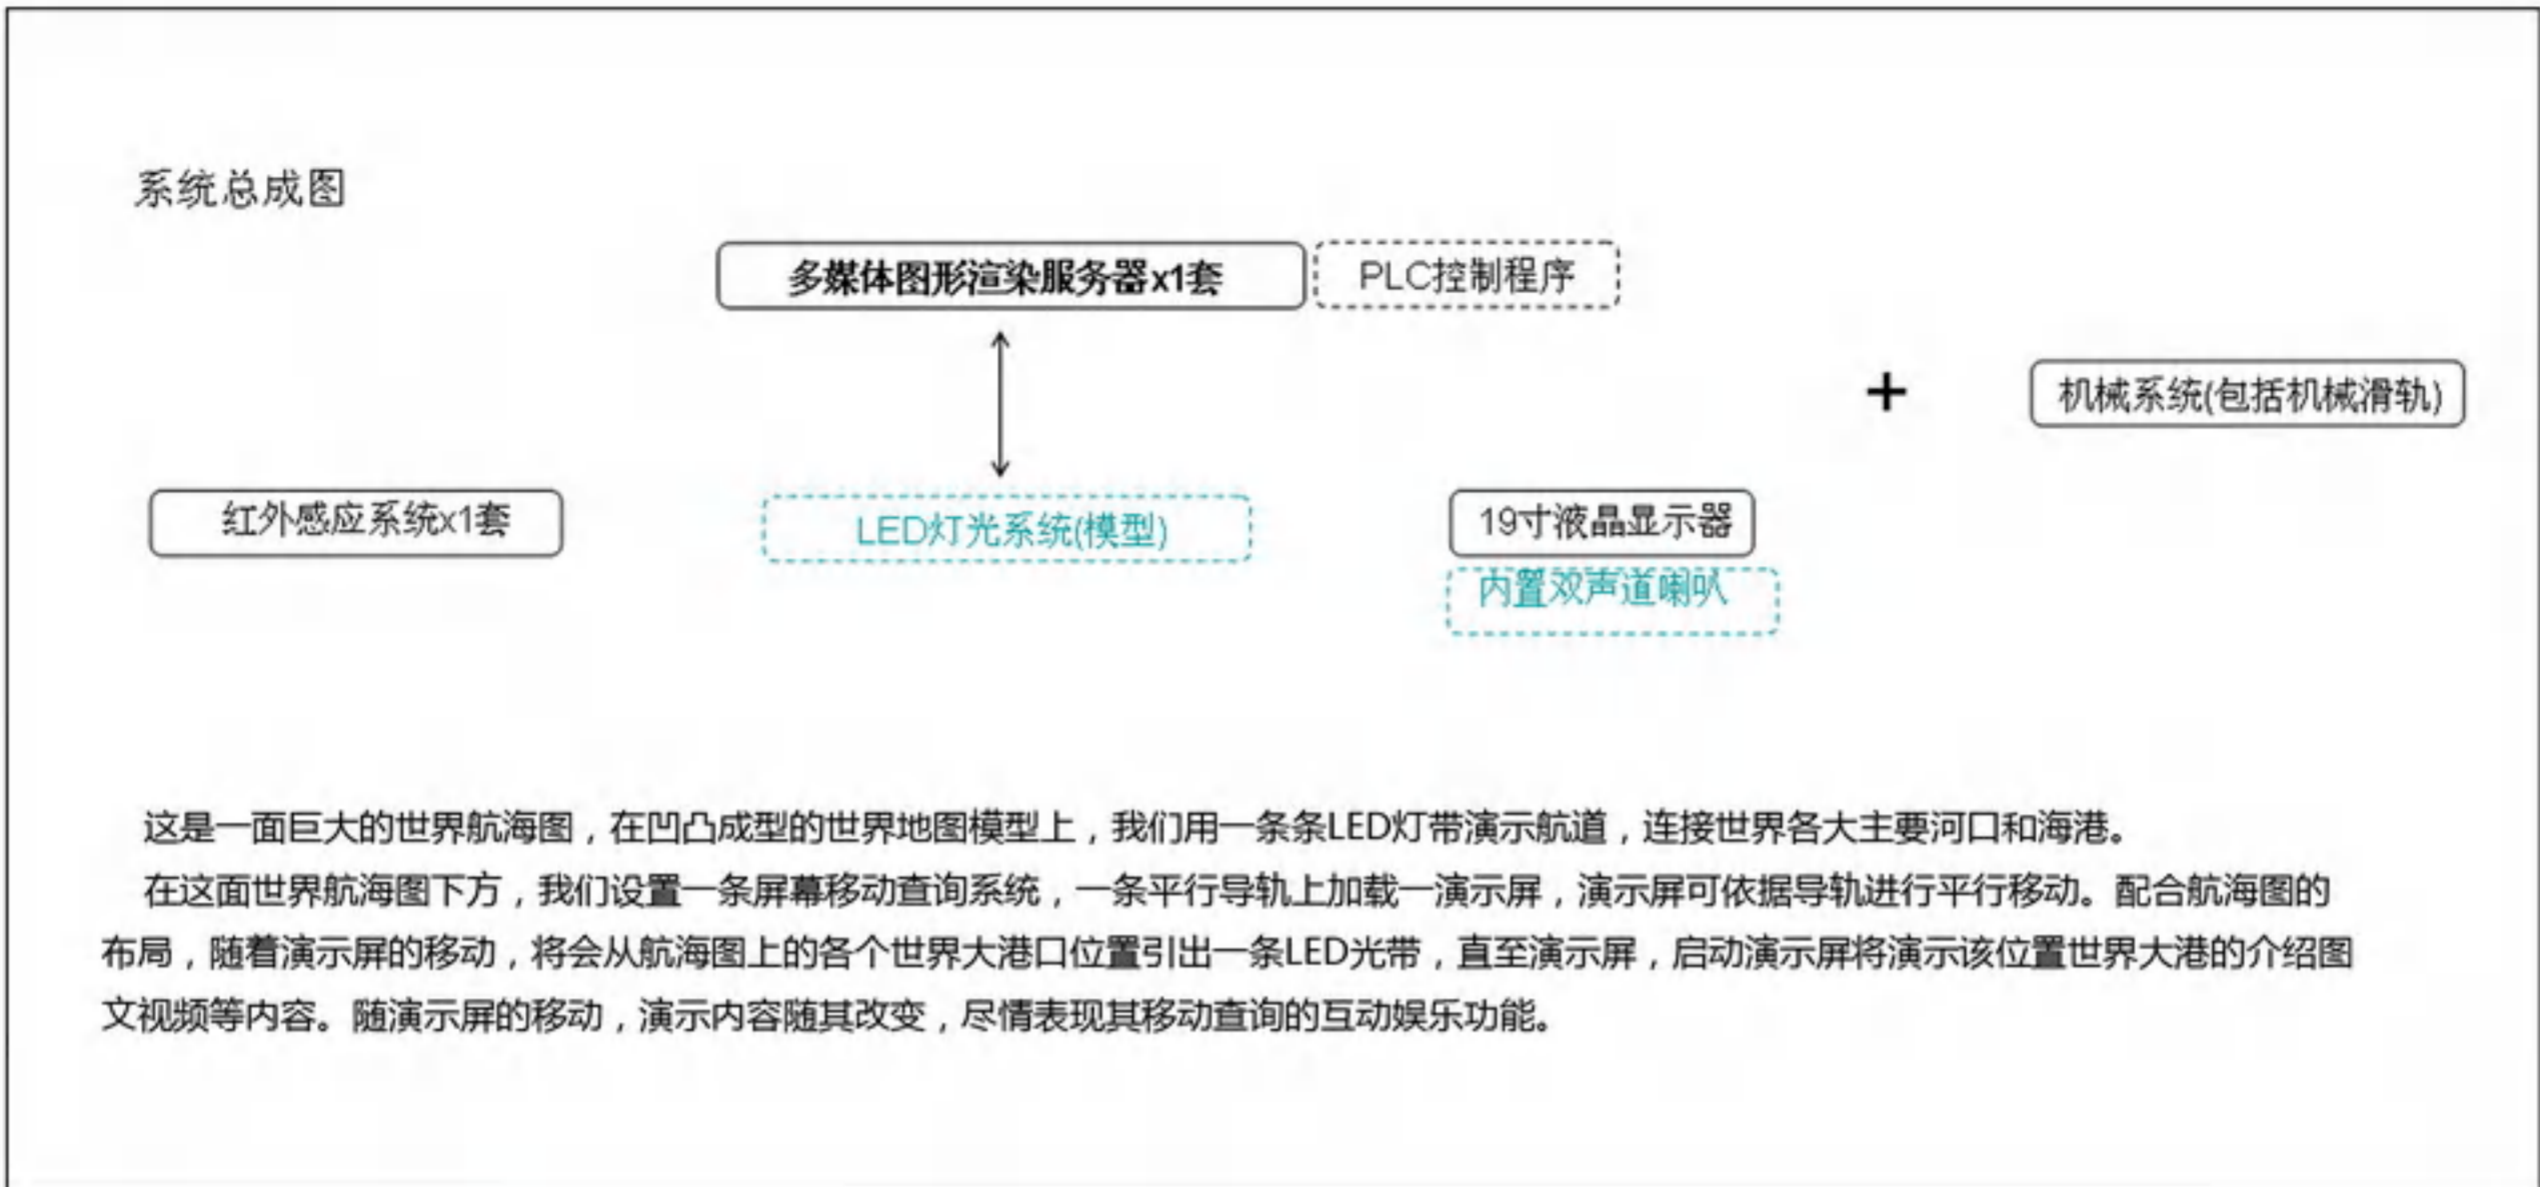 系统总成图
多媒体图形渲染服务器x1套
PLC控制程序
+
机械系统(包括机械滑轨)
红外感应系统x1套
LED灯光系统(模型)
19寸液晶显示器
内置双声道喇叭
这是一面巨大的世界航海图，在凹凸成型的世界地图模型上，我们用一条条LED灯带演示航道，连接世界各大主要河口和海港。
在这面世界航海图下方，我们设置一条屏幕移动查询系统，一条平行导轨上加载一演示屏，演示屏可依据导轨进行平行移动。配合航海图的
布局，随着演示屏的移动，将会从航海图上的各个世界大港口位置引出一条LED光带，直至演示屏，启动演示屏将演示该位置世界大港的介绍图
文视频等内容。随演示屏的移动，演示内容随其改变，尽情表现其移动查询的互动娱乐功能。